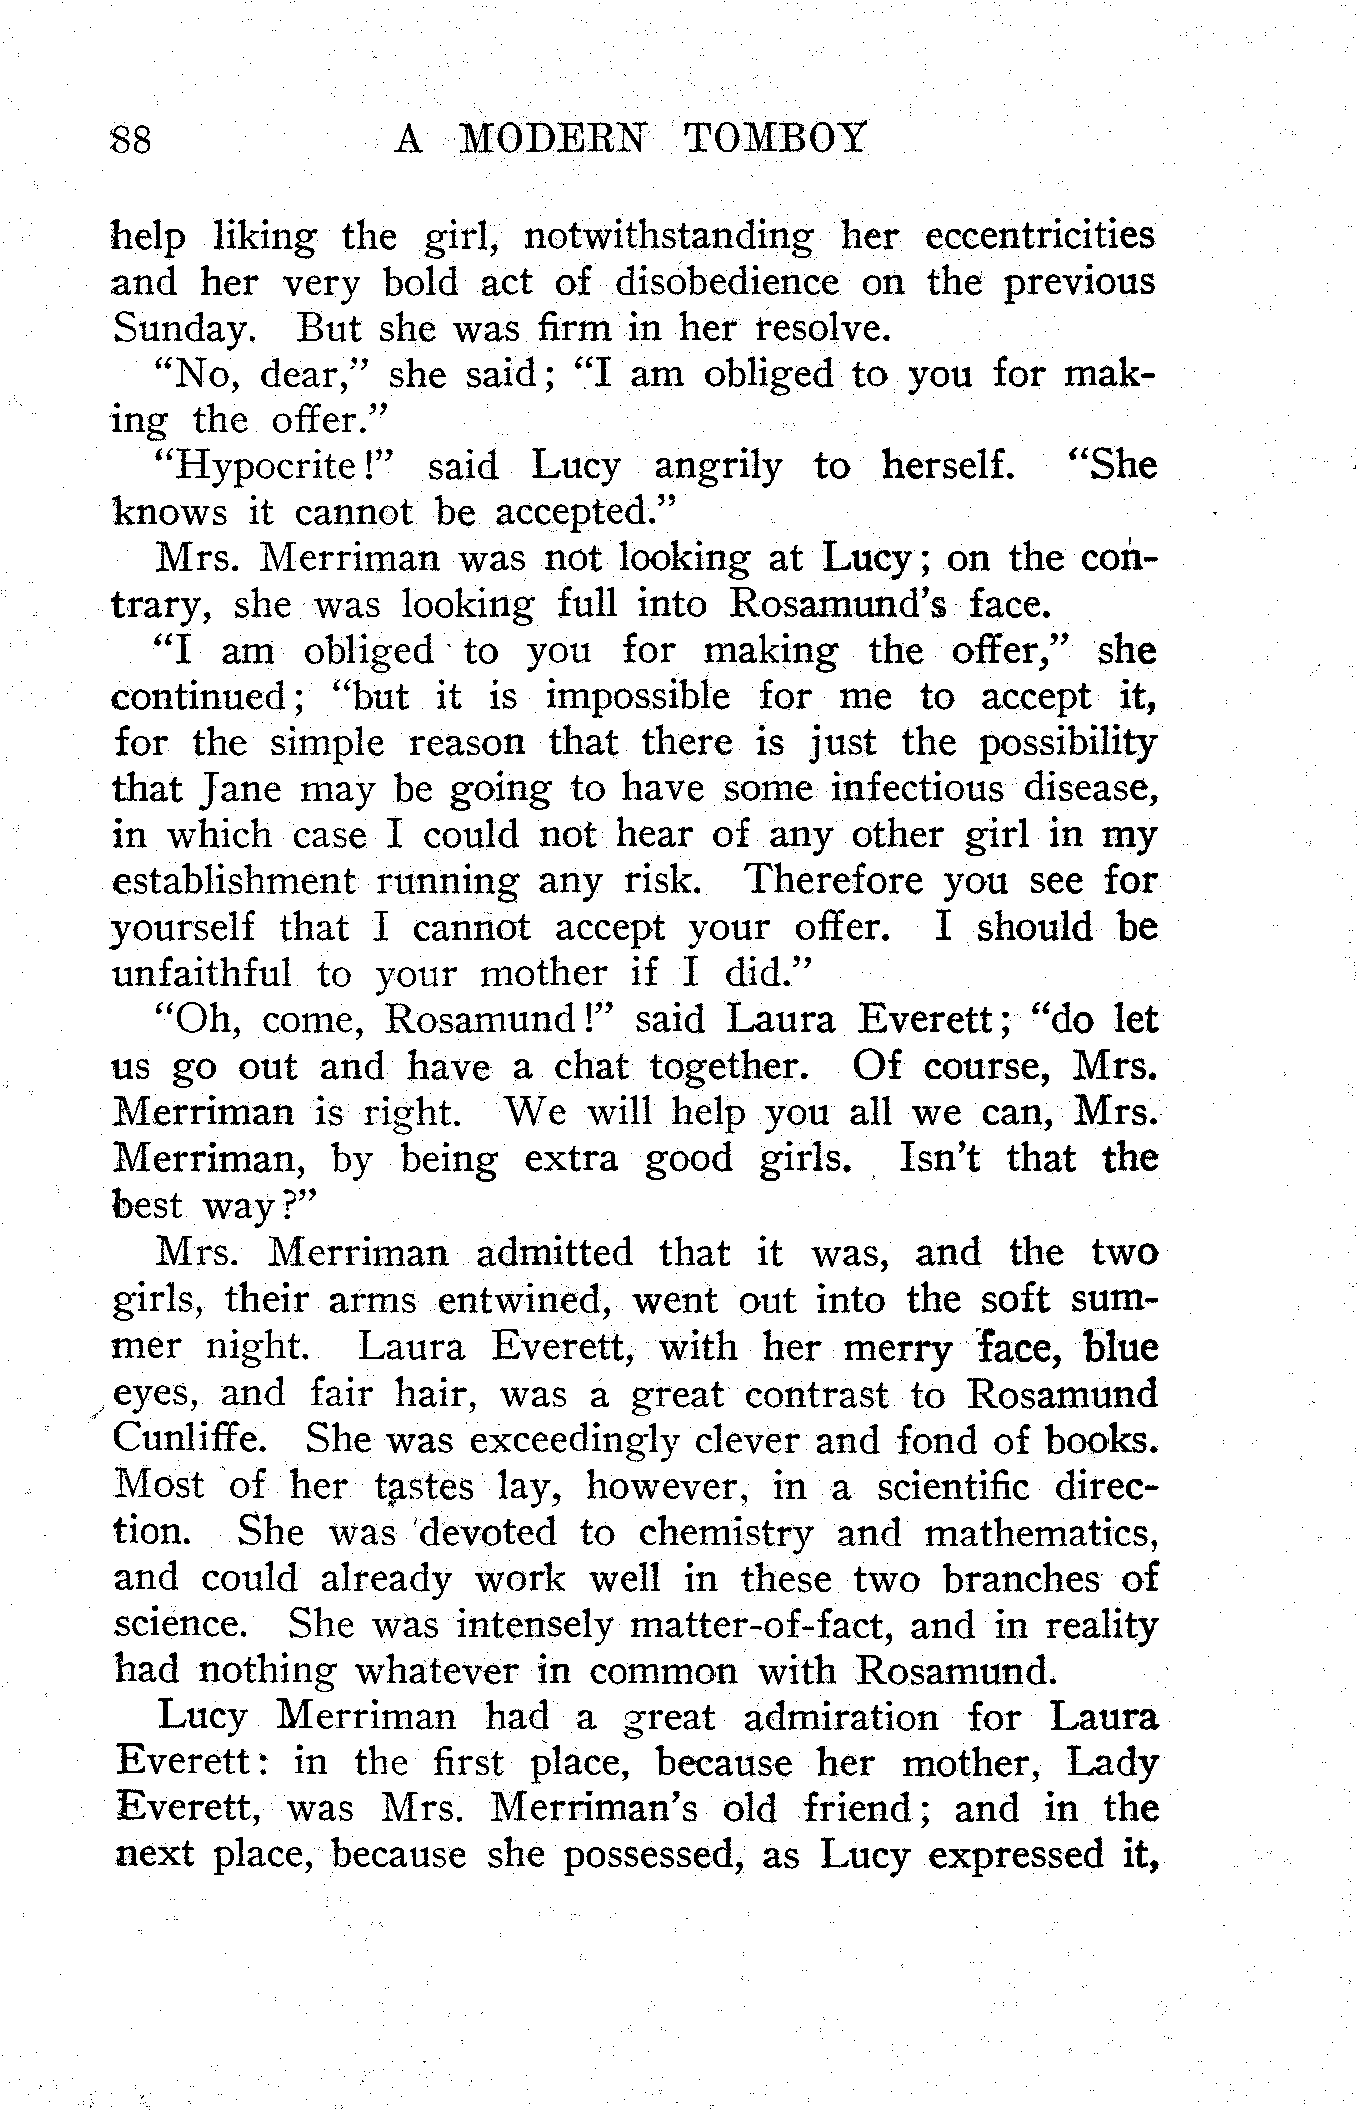 88 A MODERN TOMBOY
help liking the girl, notwithstanding her eccentricities
and her very bold act of disobedience on the previous
Sunday. But she was firm in her resolve.
“No, dear,” she said; “I am obliged to you for mak-
ing the offer.”
“Hypocrite!” said Lucy angrily to herself. “She
knows it cannot be accepted.”
Mrs. Merriman was not looking at Lucy; on the con-
trary, she was looking full into Rosamund’s face.
“I am obliged to you for making the offer,” she
continued; “but it is impossible for me to accept it,
for the simple reason that there is just the possibility
that Jane may be going to have some infectious disease,
in which case I could not hear of any other girl in my
establishment running any risk. Therefore you see for
yourself that I cannot accept your offer. I should be
unfaithful to your mother if I did.”
“Oh, come, Rosamund!” said Laura Everett; “do let
us go out and have a chat together. Of course, Mrs.
Merriman is right. We will help you all we can, Mrs.
Merriman, by being extra good girls. Isn’t that the
best way?”
Mrs. Merriman admitted that it was, and the two
girls, their arms entwined, went out into the soft sum-
mer night. Laura Everett, with her merry face, blue
eyes, and fair hair, was a great contrast to Rosamund
Cunliffe. She was exceedingly clever and fond of books.
Most of her tastes lay, however, in a scientific direc-
tion. She was devoted to chemistry and mathematics,
and could already work well in these two branches of
science. She was intensely matter-of-fact, and in reality
had nothing whatever in common with Rosamund.
Lucy Merriman had a great admiration for Laura
Everett: in the first place, because her mother, Lady
Everett, was Mrs. Merriman’s old friend; and in the
next place, because she possessed, as Lucy expressed it,